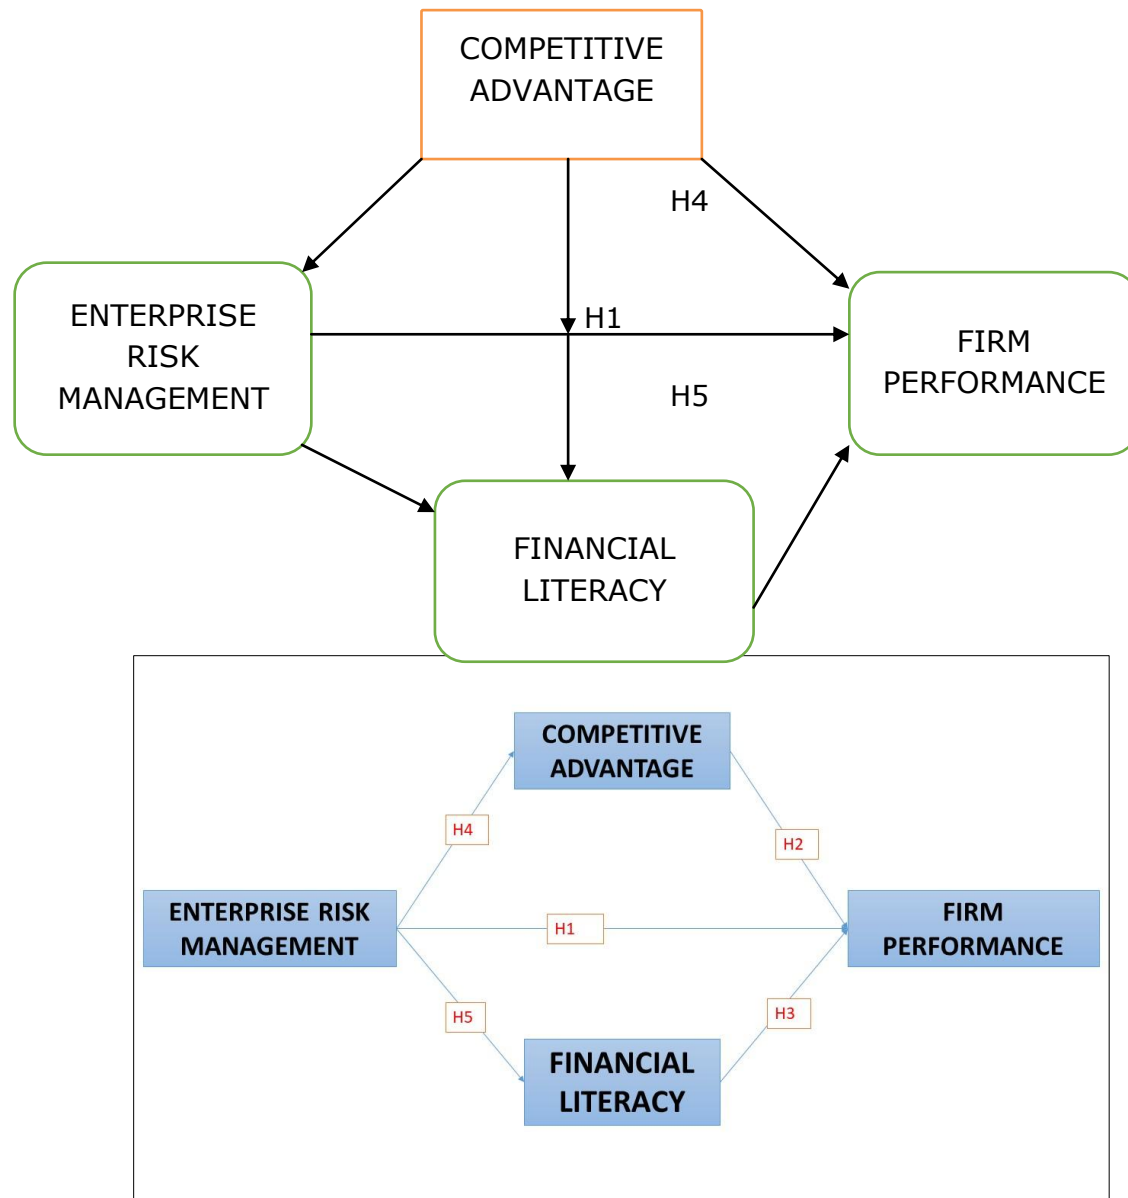 COMPETITIVE
ADVANTAGE
H4
ENTERPRISE
RISK
MANAGEMENT
H1
FIRM
PERFORMANCE
H5
FINANCIAL
LITERACY
COMPETITIVE
ADVANTAGE
H4
H2
ENTERPRISE RISK
MANAGEMENT
H1
FIRM
PERFORMANCE
H5
H3
FINANCIAL
LITERACY